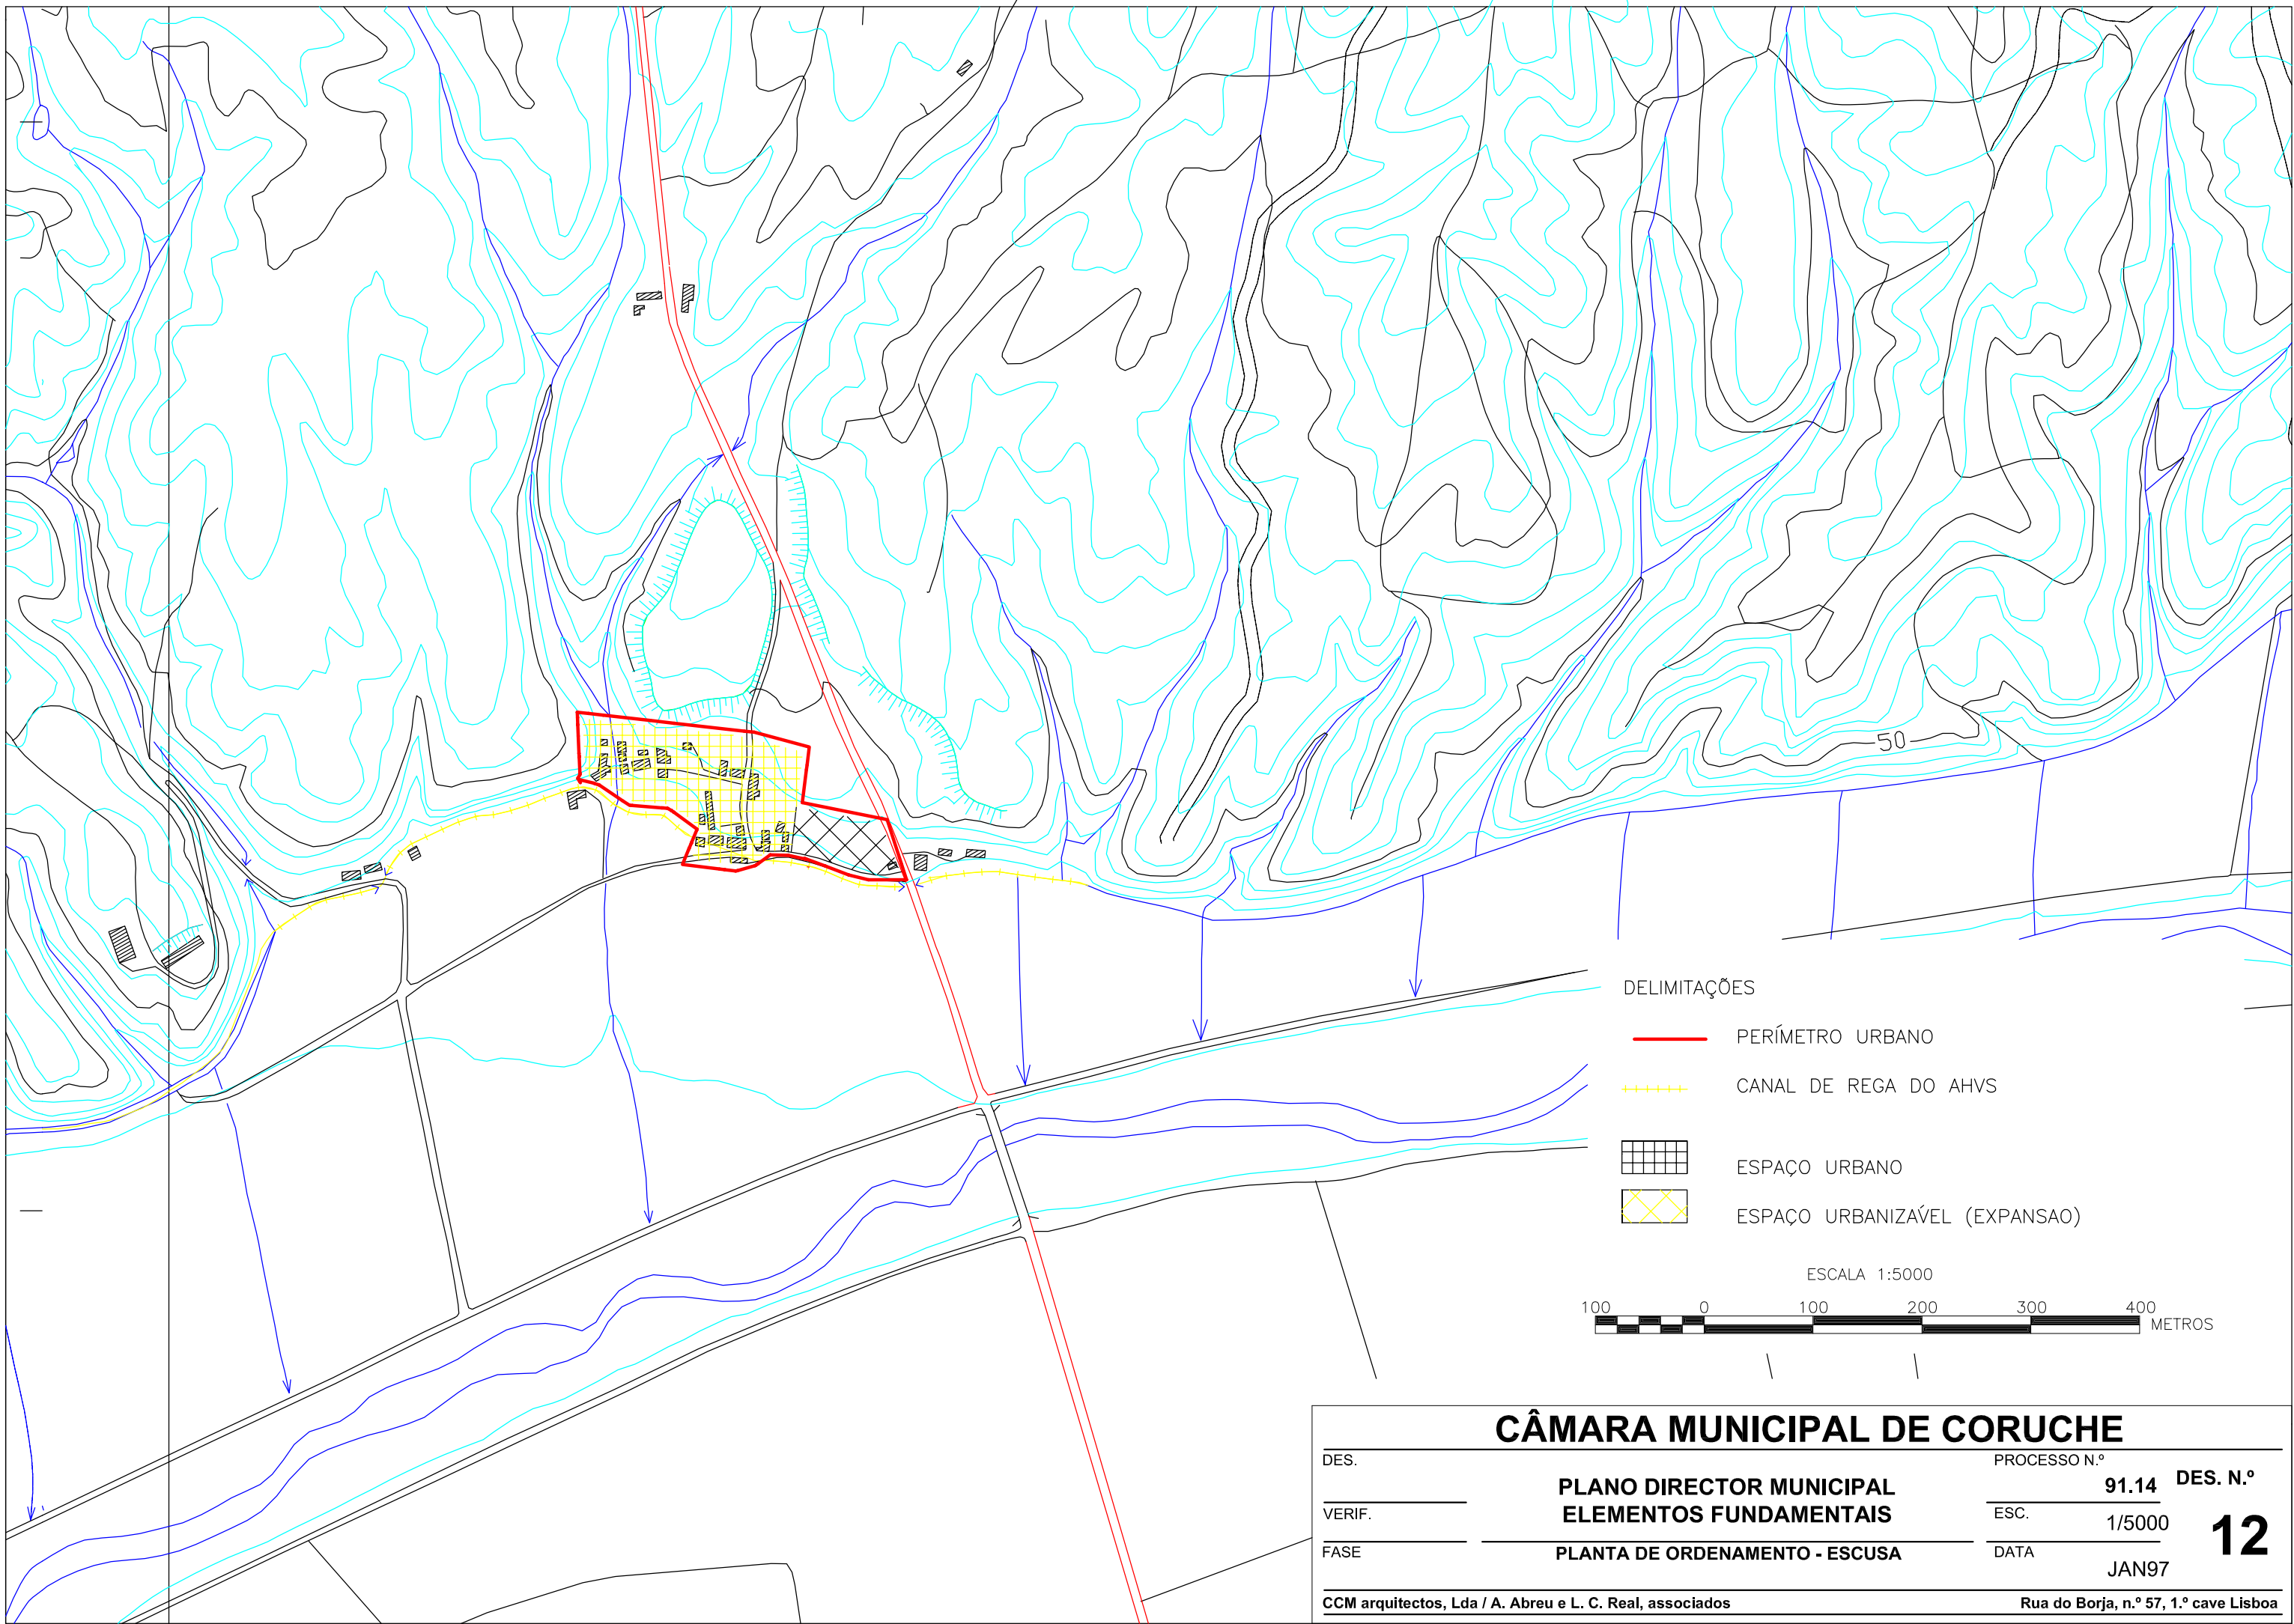 50
DELIMITAÇÕES
PERÍMETRO URBANO
CANAL DE REGA DO AHVS
ESPAÇO URBANO
ESPAÇO URBANIZAVEL (EXPANSAO)
ESCALA 1:5000
100 0 100 200 300 400
METROS
CÂMARA MUNICIPAL DE CORUCHE
DES.
PLANO DIRECTOR MUNICIPAL
ELEMENTOS FUNDAMENTAIS
PROCESSO N.º
91.14
DES. N.º
VERIF.
ESC.
1/5000
12
FASE
PLANTA DE ORDENAMENTO - ESCUSA
DATA
JAN97
CCM arquitectos, Lda / A. Abreu e L. C. Real, associados
Rua do Borja, n.º 57, 1.º cave Lisboa